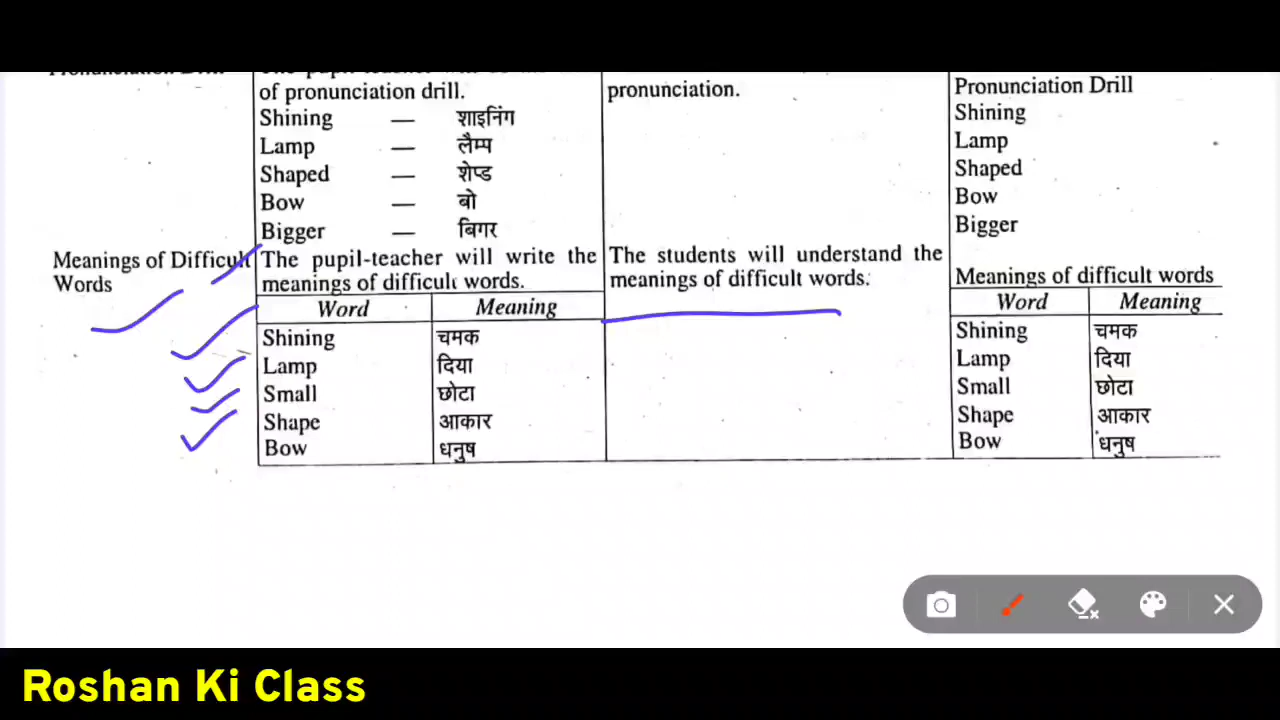 of pronunciation drill.
Shining — शाइनिंग
Lamp — लैम्प
Shaped — शेप्ड
Bow — बो
Bigger — बिगर
pronunciation.
Pronunciation Drill
Shining
Lamp
Shaped
Bow
Bigger
Meanings of Difficult
Words
The pupil-teacher will write the
meanings of difficult words.
Word Meaning
Shining चमक
Lamp दिया
Small छोटा
Shape आकार
Bow धनुष
The students will understand the
meanings of difficult words.
Meanings of difficult words
Word Meaning
Shining चमक
Lamp दिया
Small छोटा
Shape आकार
Bow धनुष
Roshan Ki Class